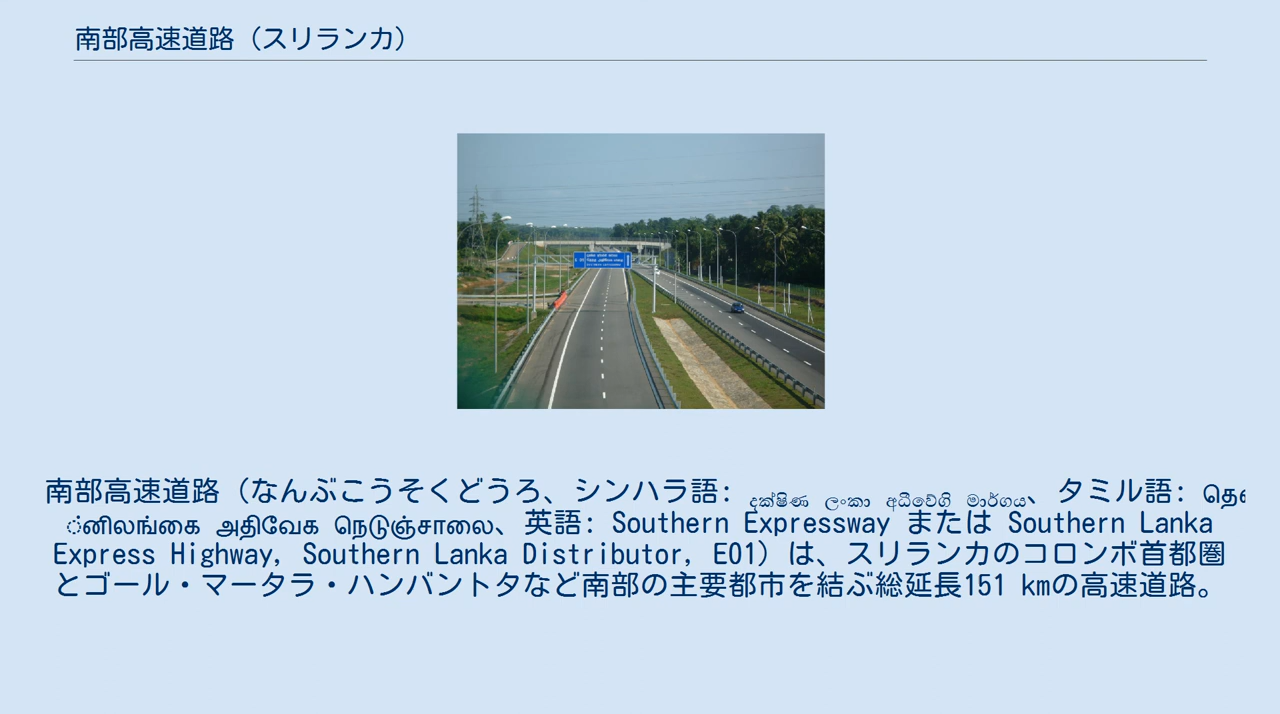 南部高速道路（スリランカ）
南部高速道路（なんぶこうそくどうろ、シンハラ語: දක්ෂිණ ලංකා අධිවේගී මාර්ගය、タミル語:
அதிவேக நெடுஞ்சாலை、英語: Southern Expressway または Southern Lanka
Express Highway, Southern Lanka Distributor, E01）は、スリランカのコロンボ首都圏
とゴール・マータラ・ハンバントタなど南部の主要都市を結ぶ総延長151 kmの高速道路。